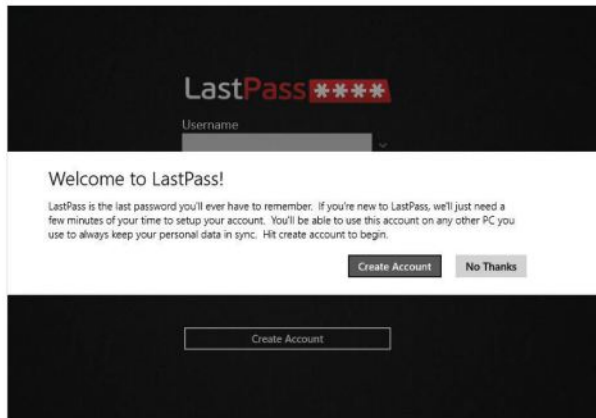 LastPass ****
Username
Welcome to LastPass!
LastPass is the last password you'll ever have to remember. If you're new to LastPass, we'll just need a
few minutes of your time to setup your account. You'll be able to use this account on any other PC you
use to always keep your personal data in sync. Hit create account to begin.
Create Account No Thanks
Create Account